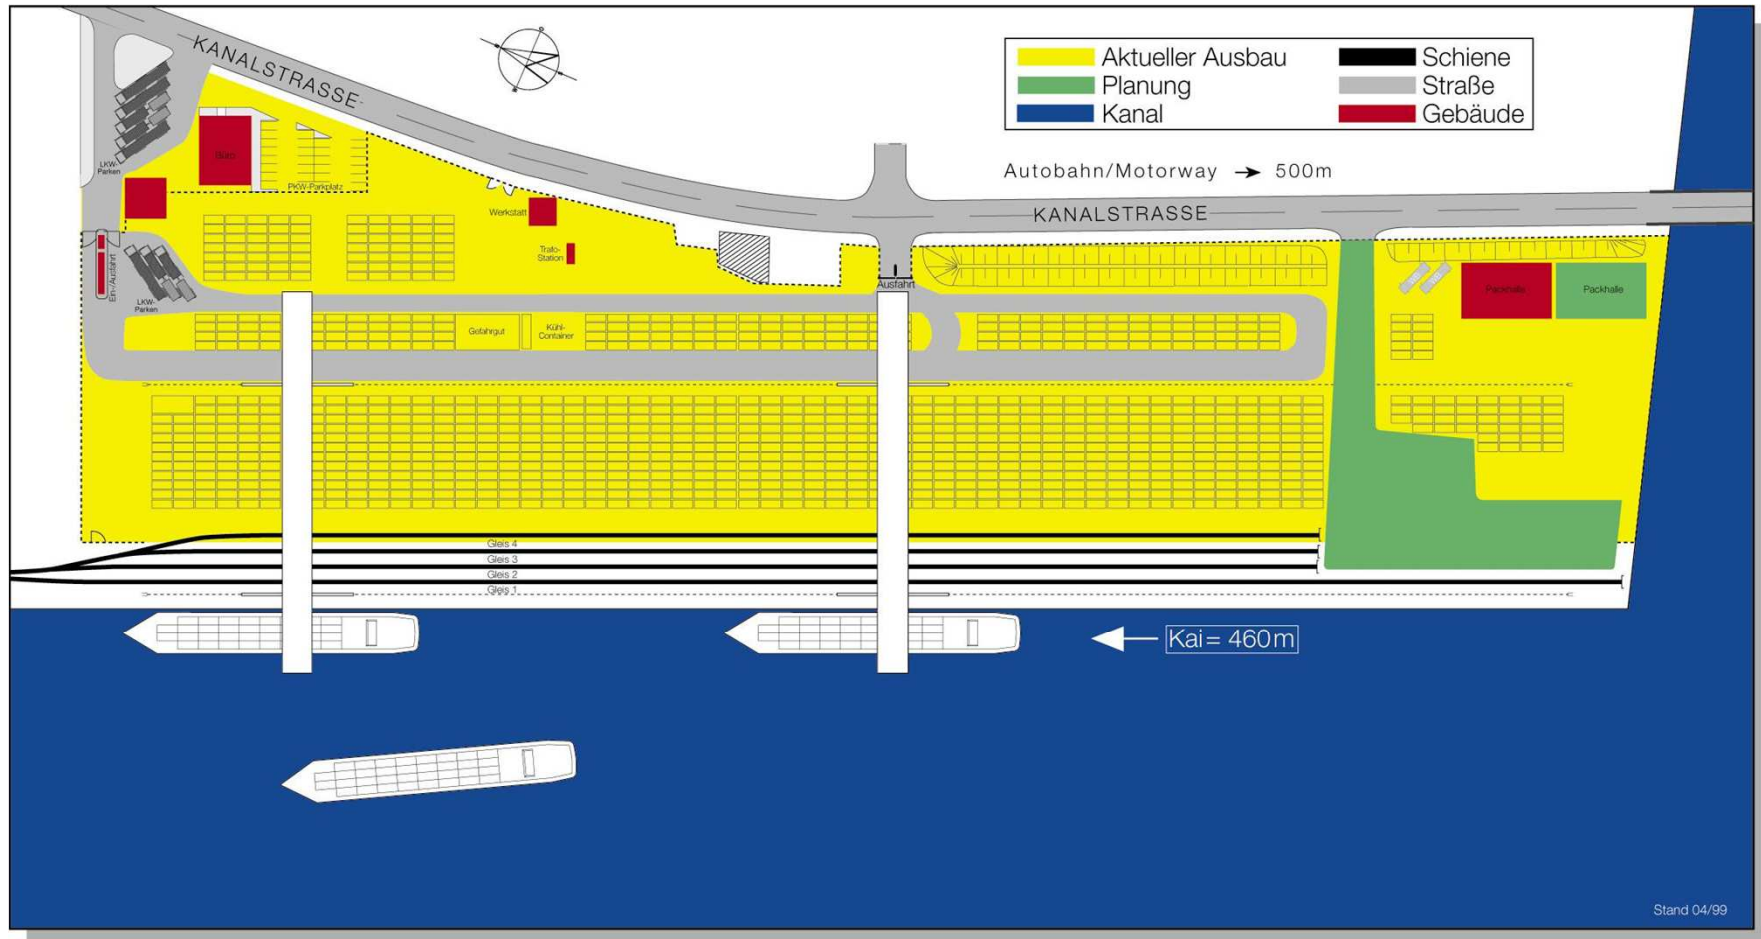 KANALSTRASSE
Aktueller Ausbau
Planung
Kanal
Schiene
Straße
Gebäude
Autobahn/Motorway → 500m
KANALSTRASSE
LKW-
Parken
Büro
PKW-Parkplatz
Werkstatt
Trafo-
Station
Ein-/Ausfahrt
LKW-
Parken
Ausfahrt
Packhalle
Packhalle
Gefahrgut
Kühl-
Container
Gleis 4
Gleis 3
Gleis 2
Gleis 1
Kai= 460m
Stand 04/99